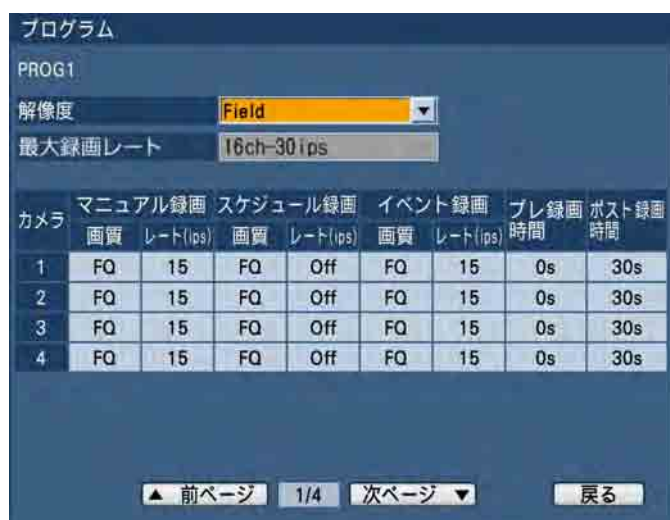 プログラム
PROG1
解像度 Field
最大録画レート 16ch-30ips
カメラ マニュアル録画 スケジュール録画 イベント録画 プレ録画時間 ポスト録画時間
画質 レート(ips) 画質 レート(ips) 画質 レート(ips)
1 FQ 15 FQ Off FQ 15 0s 30s
2 FQ 15 FQ Off FQ 15 0s 30s
3 FQ 15 FQ Off FQ 15 0s 30s
4 FQ 15 FQ Off FQ 15 0s 30s
▲ 前ページ 1/4 次ページ ▼ 戻る